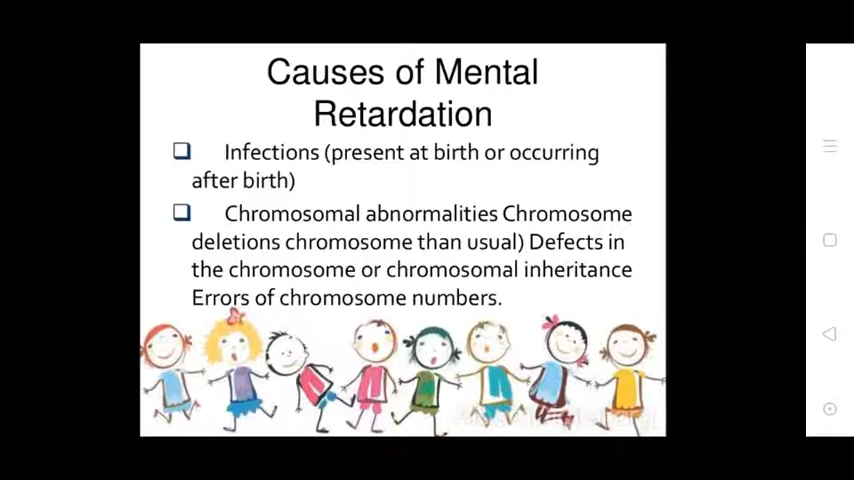 Causes of Mental
Retardation
Infections (present at birth or occurring
after birth)
Chromosomal abnormalities Chromosome
deletions chromosome than usual) Defects in
the chromosome or chromosomal inheritance
Errors of chromosome numbers.